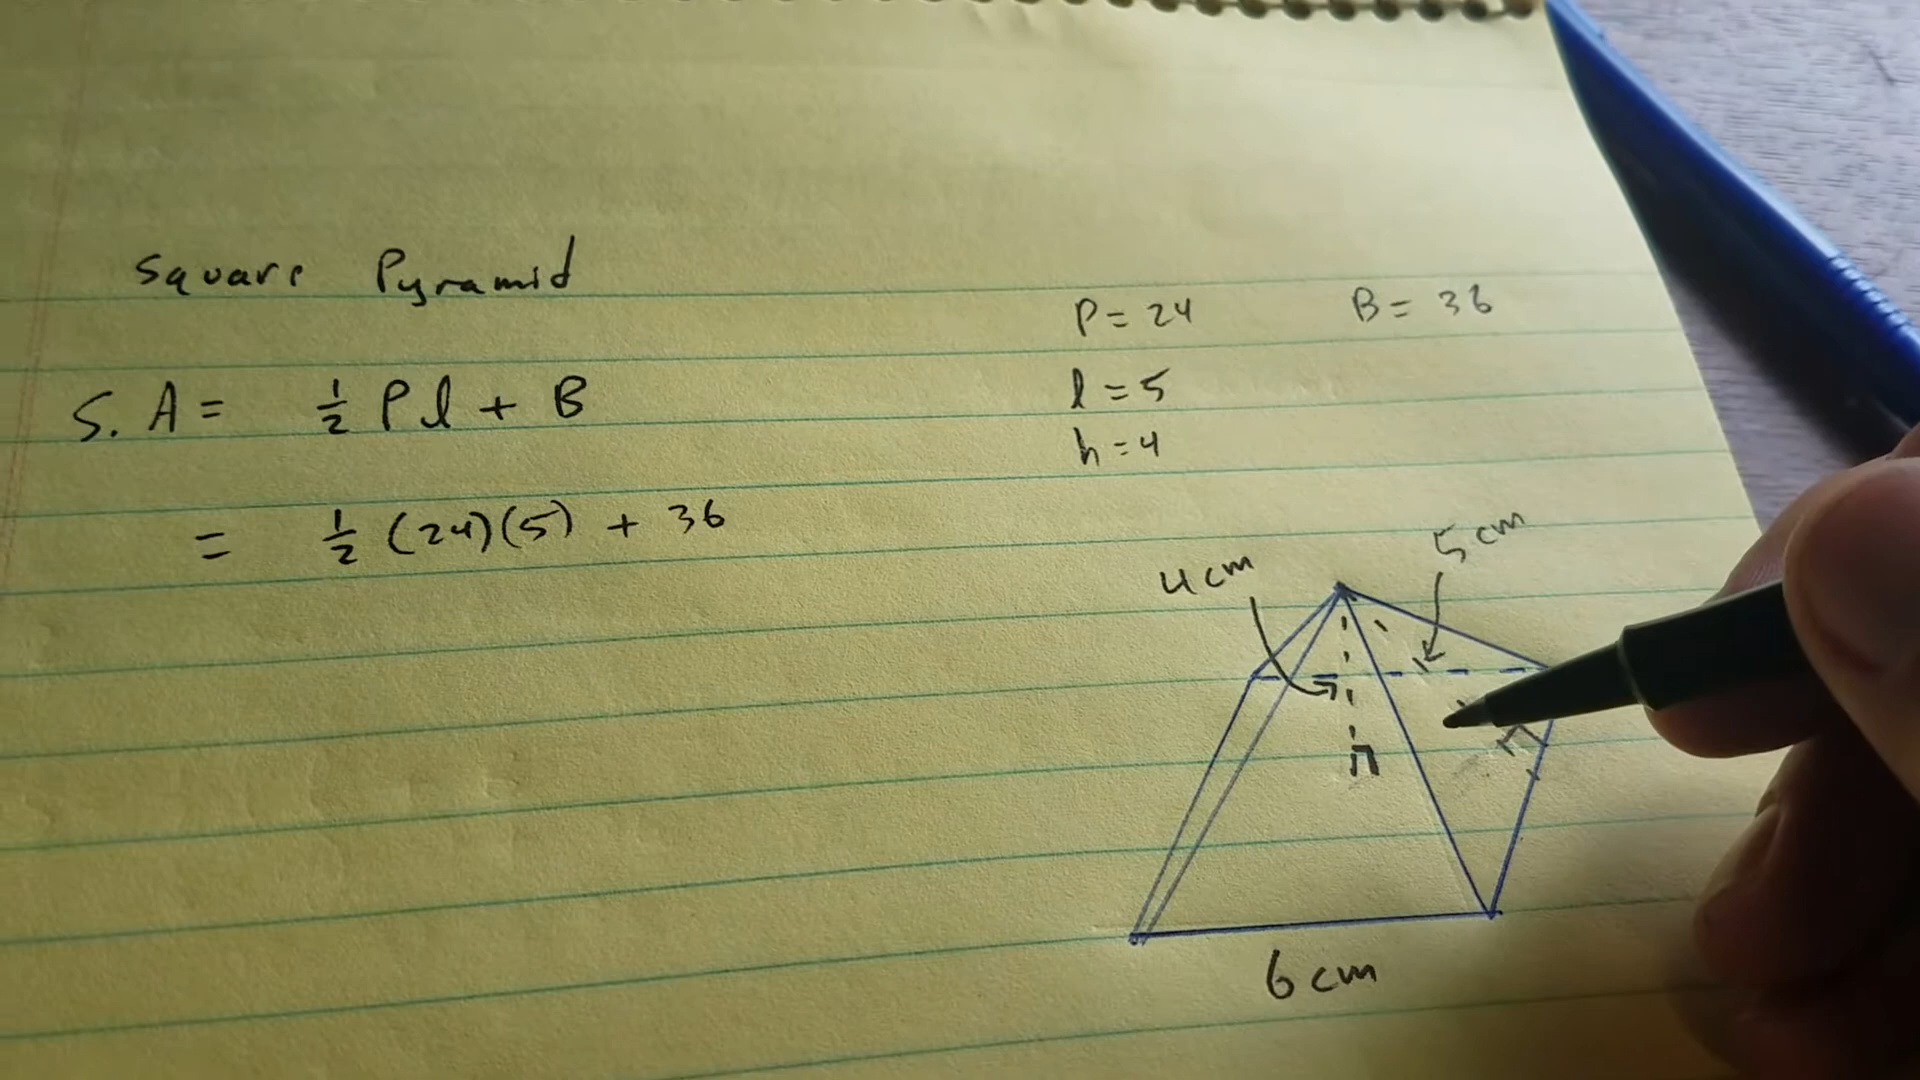 Square Pyramid
P = 24 B = 36
S. A = 1/2 P l + B
l = 5
h = 4
= 1/2 (24)(5) + 36
5 cm
4 cm
6 cm